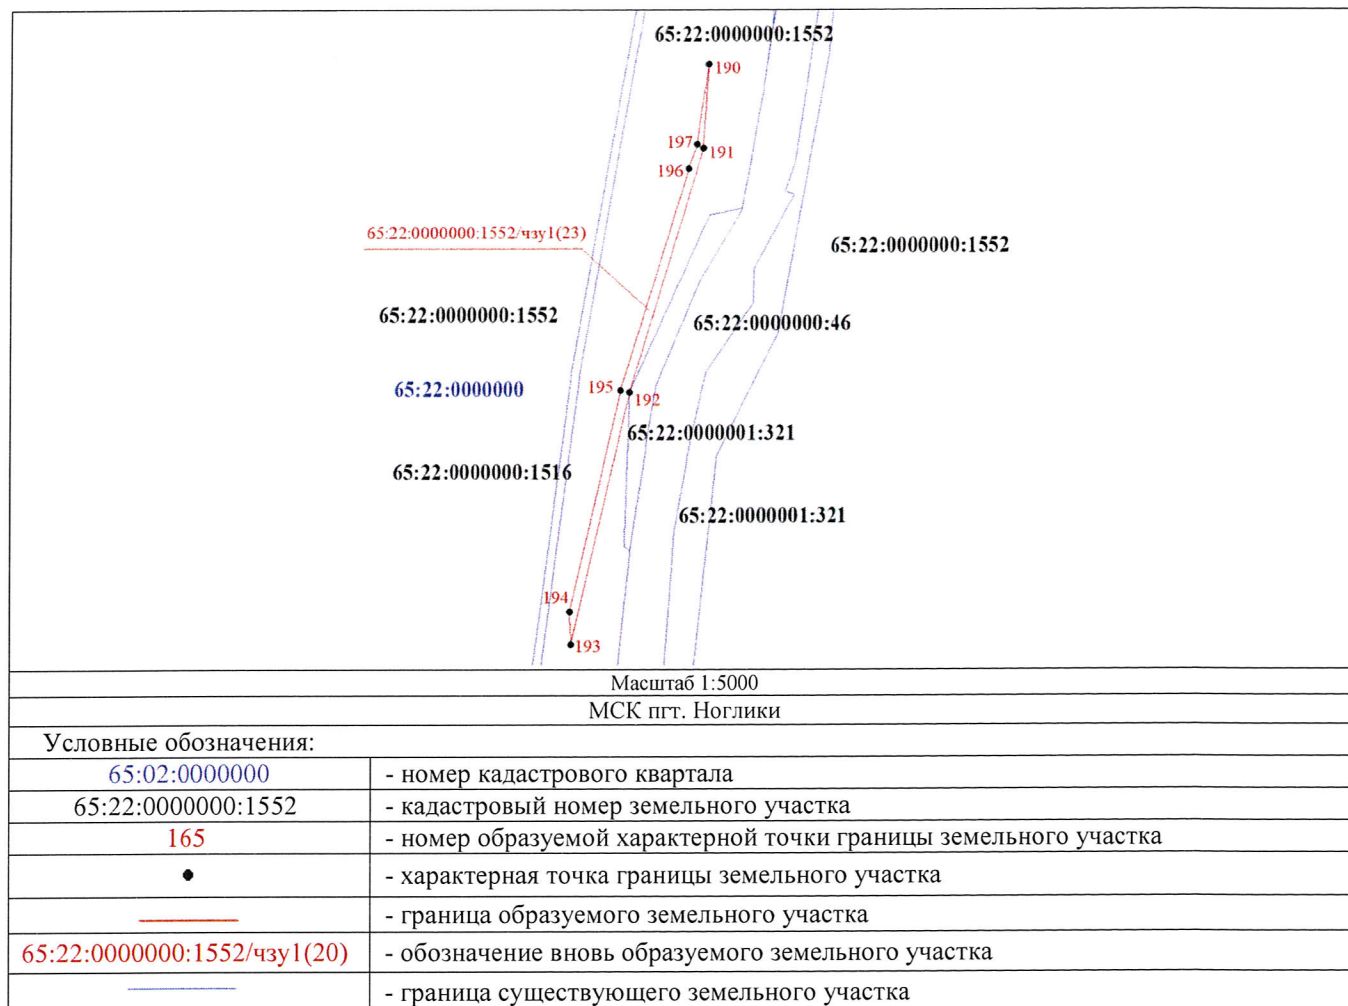 65:22:0000000:1552
190
197
191
196
65:22:0000000:1552/чзу1(23)
65:22:0000000:1552
65:22:0000000:1552
65:22:0000000:46
65:22:0000000
195
192
65:22:0000001:321
65:22:0000000:1516
65:22:0000001:321
194
193
Масштаб 1:5000
МСК пгт. Ноглики
Условные обозначения:
65:02:0000000 - номер кадастрового квартала
65:22:0000000:1552 - кадастровый номер земельного участка
165 - номер образуемой характерной точки границы земельного участка
- характерная точка границы земельного участка
- граница образуемого земельного участка
65:22:0000000:1552/чзу1(20) - обозначение вновь образуемого земельного участка
- граница существующего земельного участка